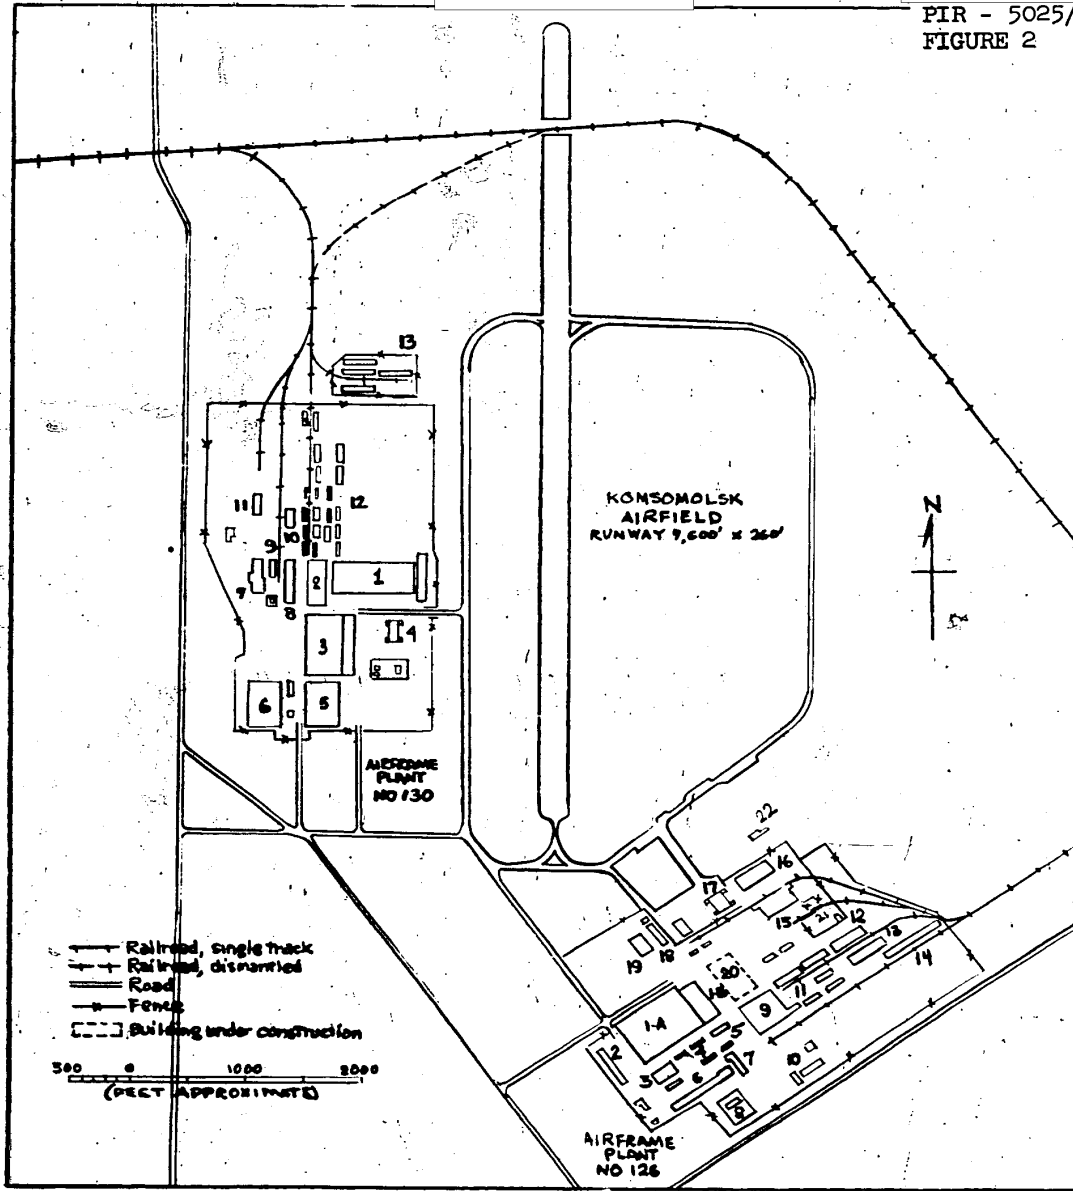 PIR - 5025/
FIGURE 2
13
11
12
10
9
7
8
2
1
3
4
6
5
KOMSOMOLSK
AIRFIELD
RUNWAY 9,600' x 260'
N
AIRFRAME
PLANT
NO 130
22
16
17
15
21
12
13
14
19
18
20
11
9
1-A
1-B
5
2
3
4
7
6
10
8
Railroad, single track
Railroad, dismantled
Road
Fence
Building under construction
500 0 1000 2000
(FEET APPROXIMATE)
AIRFRAME
PLANT
NO 126